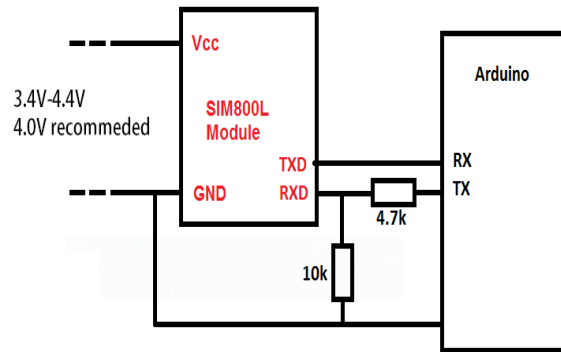 Vcc
Arduino
3.4V-4.4V
4.0V recommeded
SIM800L
Module
TXD
RX
GND
RXD
TX
4.7k
10k